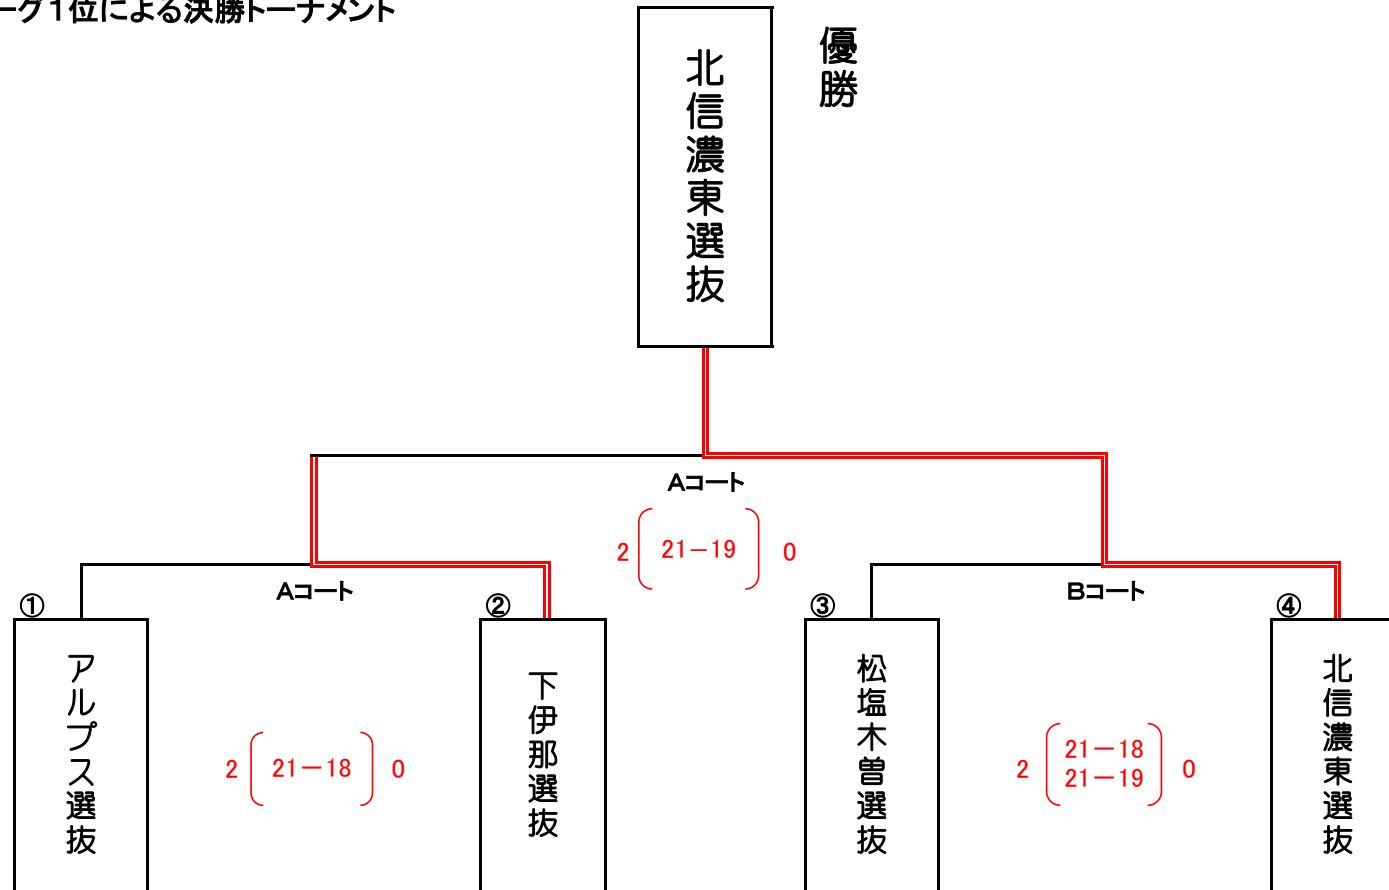 ーグ１位による決勝トーナメント
優勝
北信濃東選抜
Aコート
2 21－19 0
Aコート
Bコート
① ② ③ ④
アルプス選抜
2 21－18 0
下伊那選抜
松塩木曽選抜
2 21－18 0
21－19
北信濃東選抜